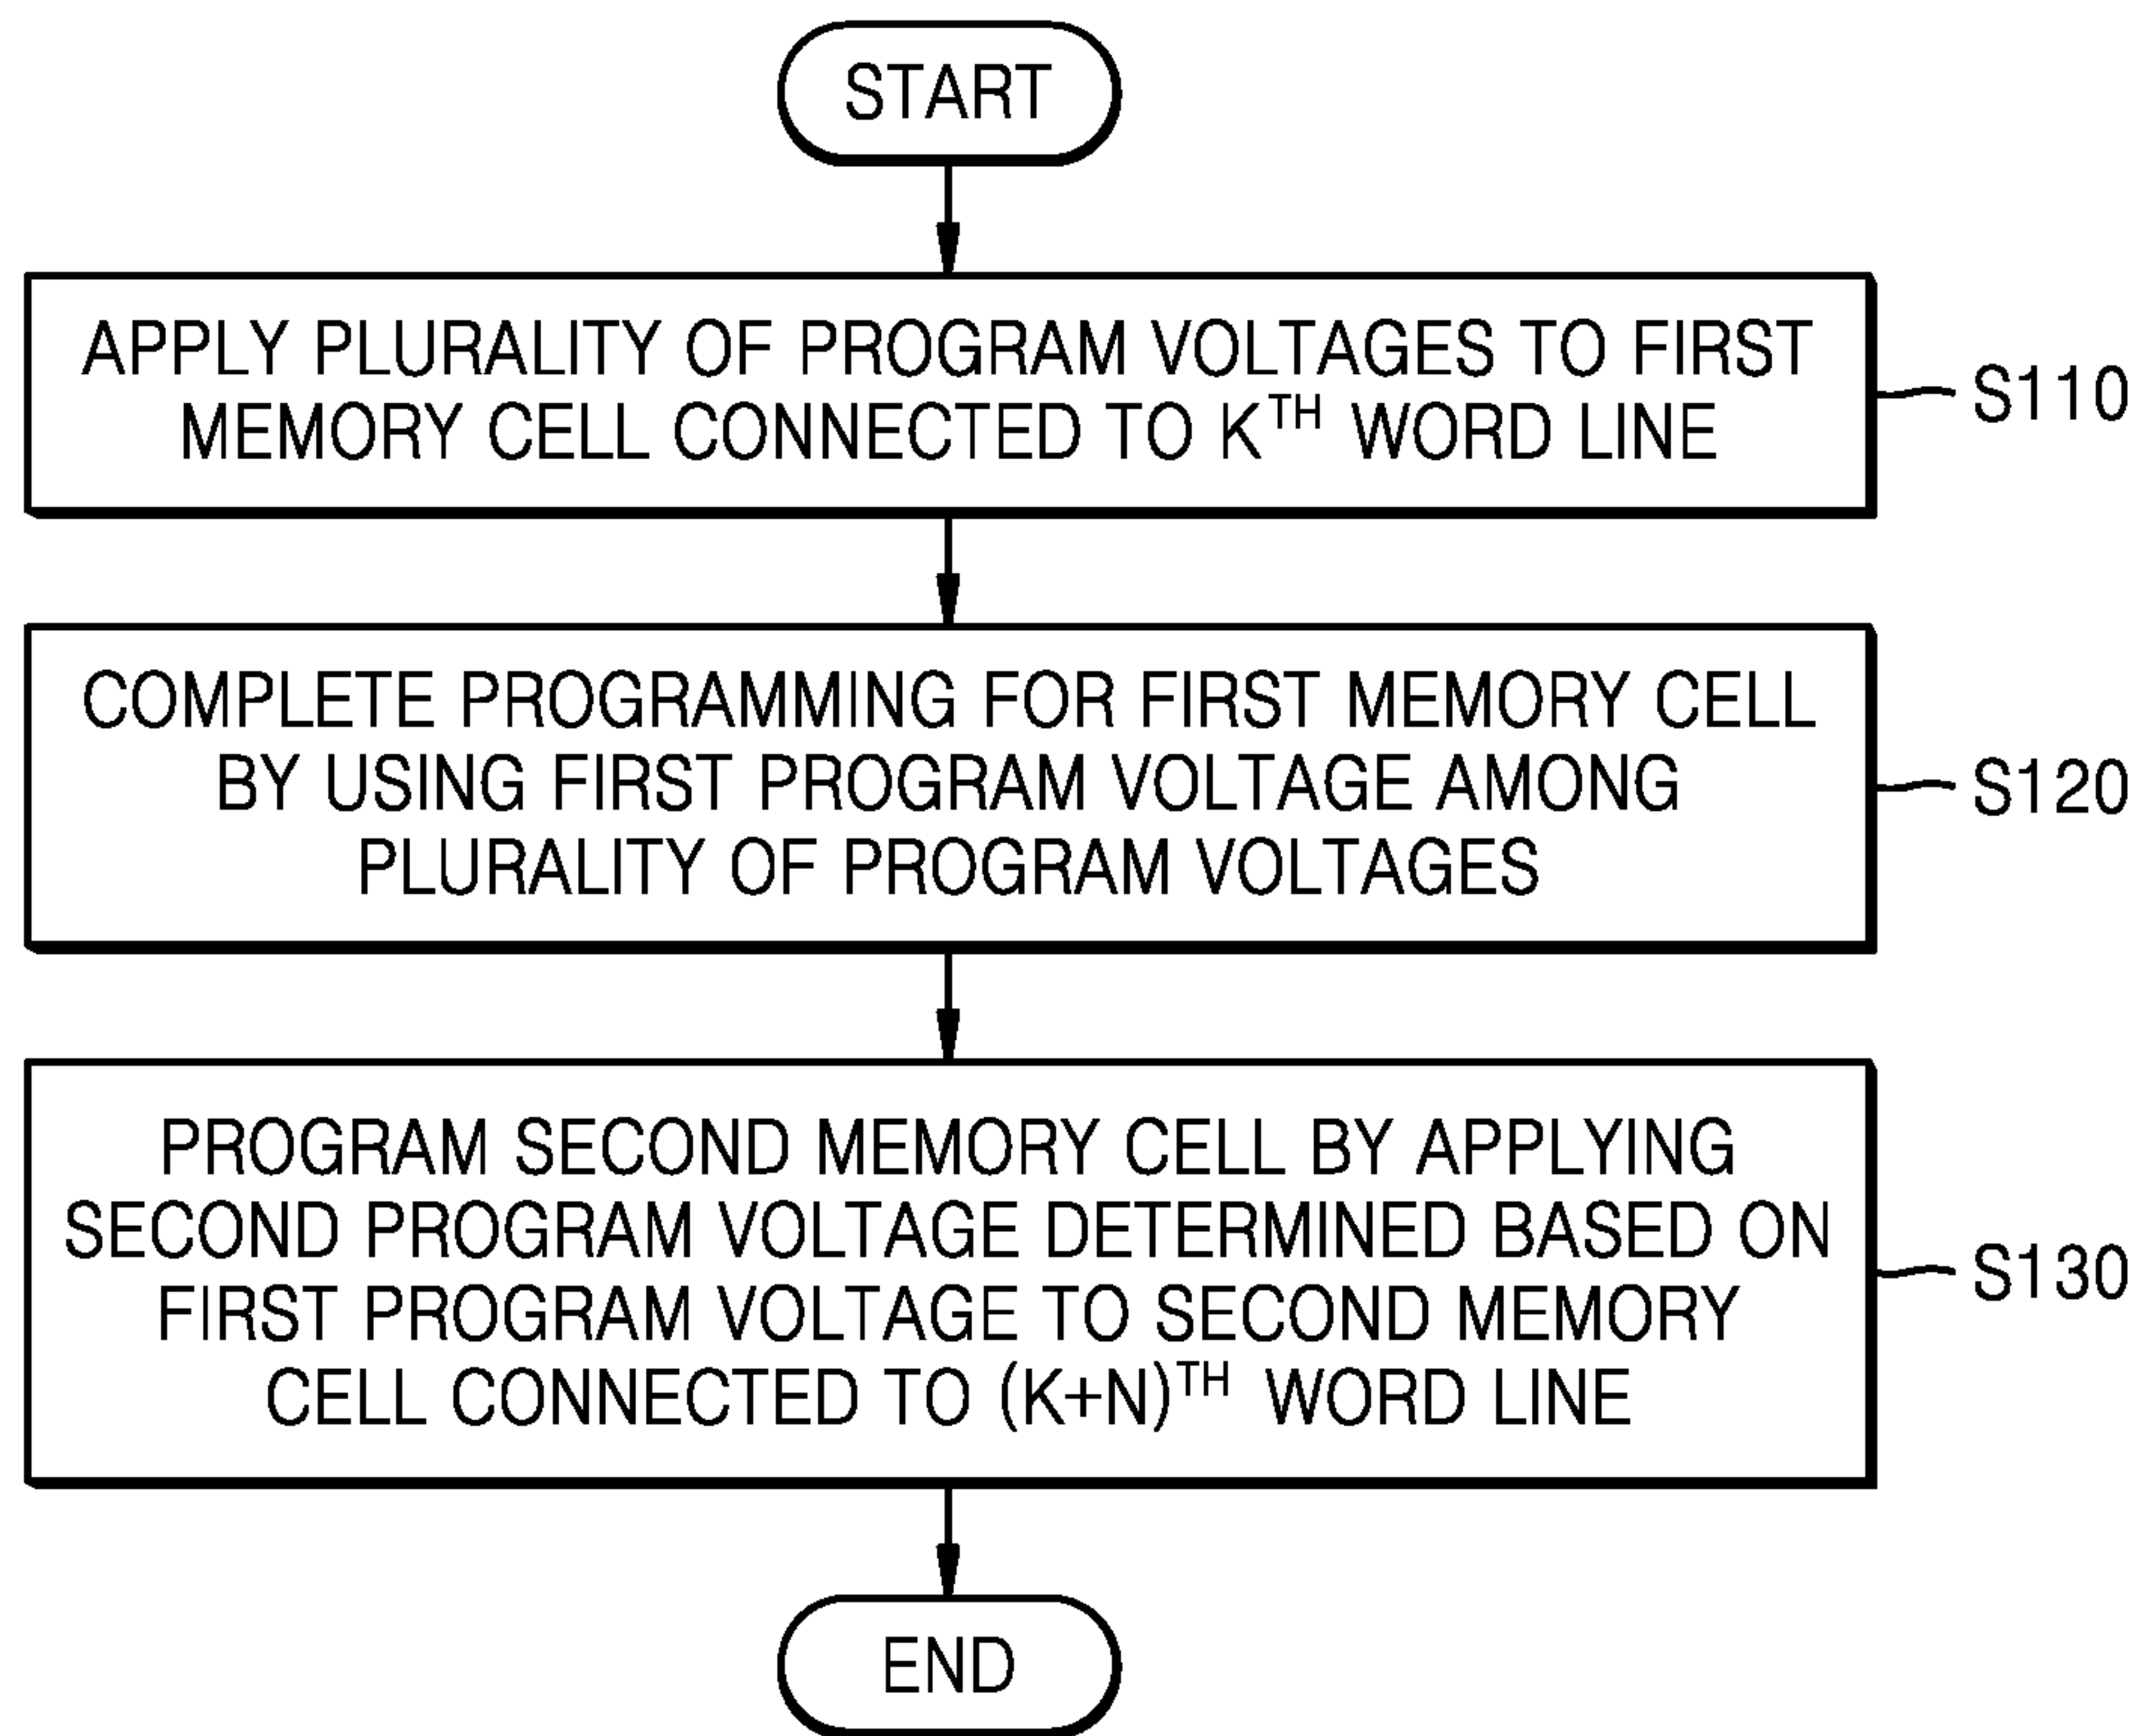 START
APPLY PLURALITY OF PROGRAM VOLTAGES TO FIRST
MEMORY CELL CONNECTED TO K^TH WORD LINE
S110
COMPLETE PROGRAMMING FOR FIRST MEMORY CELL
BY USING FIRST PROGRAM VOLTAGE AMONG
PLURALITY OF PROGRAM VOLTAGES
S120
PROGRAM SECOND MEMORY CELL BY APPLYING
SECOND PROGRAM VOLTAGE DETERMINED BASED ON
FIRST PROGRAM VOLTAGE TO SECOND MEMORY
CELL CONNECTED TO (K+N)^TH WORD LINE
S130
END